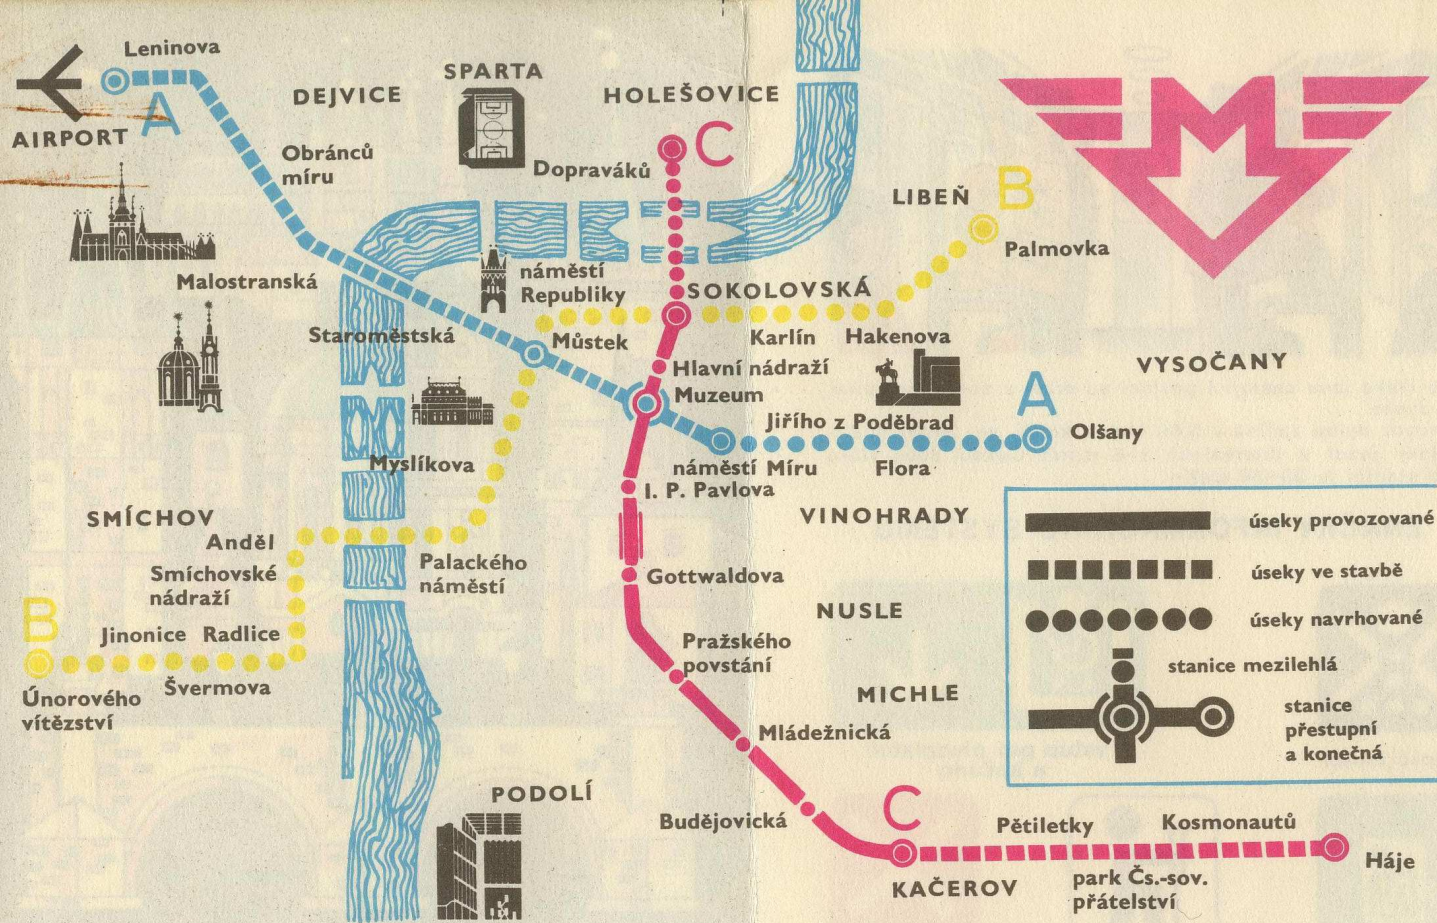 Leninova
AIRPORT
A
DEJVICE
SPARTA
HOLEŠOVICE
M
Obránců
míru
Dopraváků
C
LIBEŇ
B
Palmovka
Malostranská
náměstí
Republiky
SOKOLOVSKÁ
Staroměstská
Můstek
Karlín
Hakenova
Hlavní nádraží
Muzeum
VYSOČANY
A
Jiřího z Poděbrad
Olšany
Myslíkova
náměstí Míru
Flora
I. P. Pavlova
SMÍCHOV
VINOHRADY
Anděl
Palackého
náměstí
Smíchovské
nádraží
Gottwaldova
B
Jinonice
Radlice
NUSLE
Pražského
povstání
Únorového
vítězství
Švermova
MICHLE
Mládežnická
úseky provozované
úseky ve stavbě
úseky navrhované
stanice mezilehlá
stanice
přestupní
a konečná
PODOLÍ
Budějovická
C
Pětiletky
Kosmonautů
KAČEROV
park Čs.-sov.
přátelství
Háje